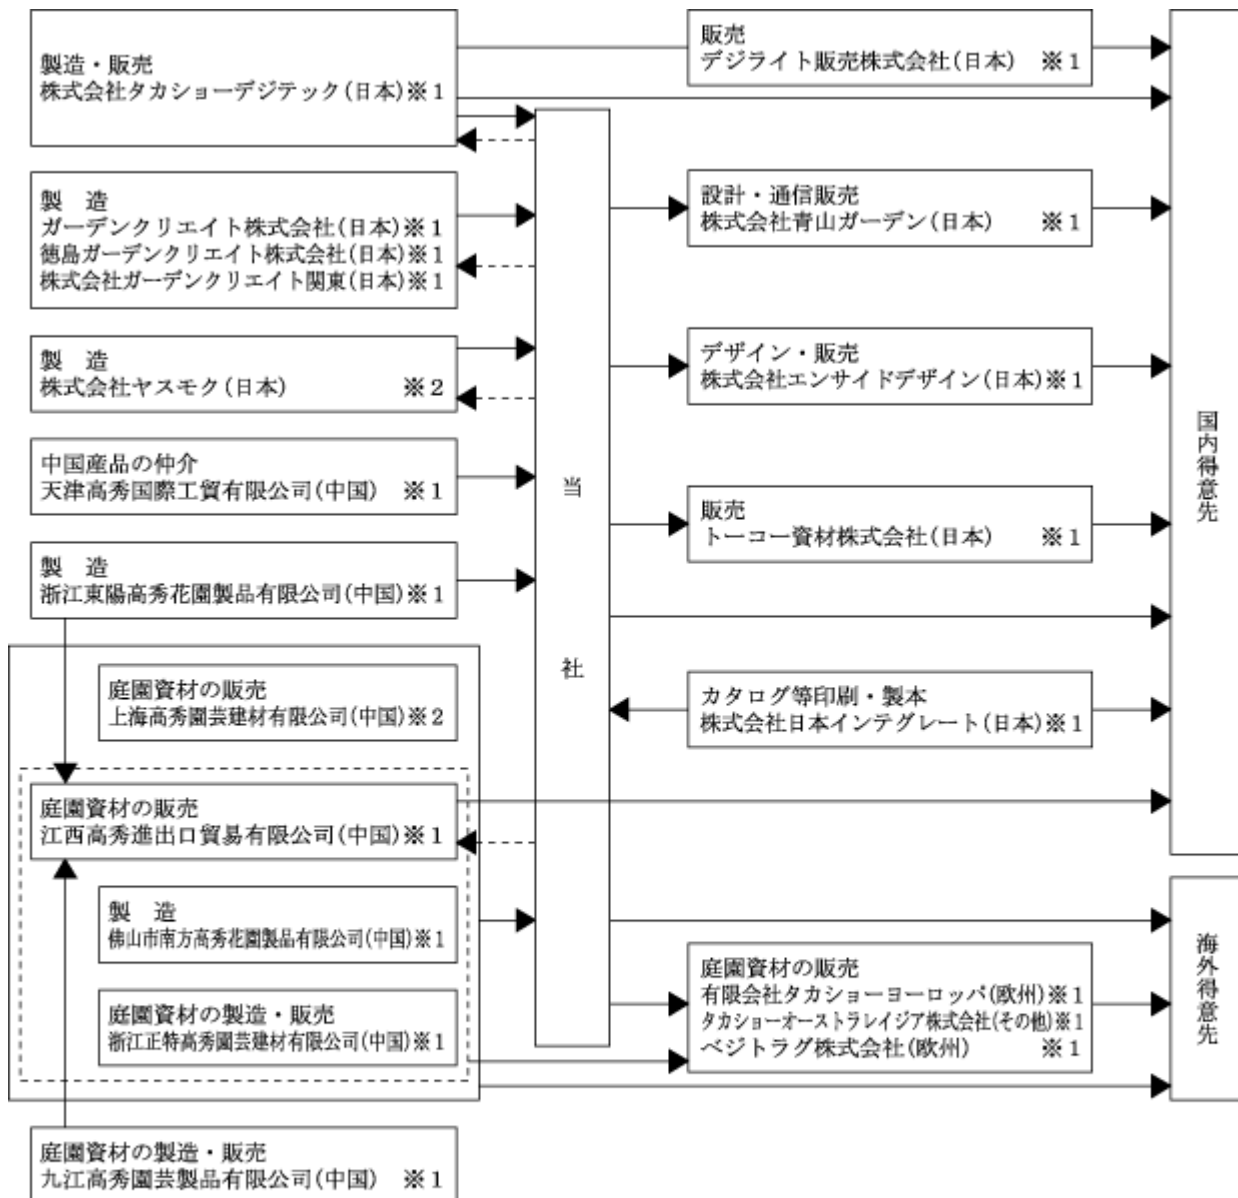 製造・販売
株式会社タカショーデジテック(日本)※1
製　造
ガーデンクリエイト株式会社(日本)※1
徳島ガーデンクリエイト株式会社(日本)※1
株式会社ガーデンクリエイト関東(日本)※1
製　造
株式会社ヤスモク(日本)　※2
中国産品の仲介
天津高秀国際工貿有限公司(中国)　※1
製　造
浙江東陽高秀花園製品有限公司(中国)※1
庭園資材の販売
上海高秀園芸建材有限公司(中国)※2
庭園資材の販売
江西高秀進出口貿易有限公司(中国)※1
製　造
佛山市南方高秀花園製品有限公司(中国)※1
庭園資材の製造・販売
浙江正特高秀園芸建材有限公司(中国)※1
庭園資材の製造・販売
九江高秀園芸製品有限公司(中国)　※1
当社
販売
デジライト販売株式会社(日本)　※1
設計・通信販売
株式会社青山ガーデン(日本)　※1
デザイン・販売
株式会社エンサイドデザイン(日本)※1
販売
トーコー資材株式会社(日本)　※1
カタログ等印刷・製本
株式会社日本インテグレート(日本)※1
庭園資材の販売
有限会社タカショーヨーロッパ(欧州)※1
タカショーオーストラレイジア株式会社(その他)※1
ベジトラグ株式会社(欧州)　※1
国内得意先
海外得意先